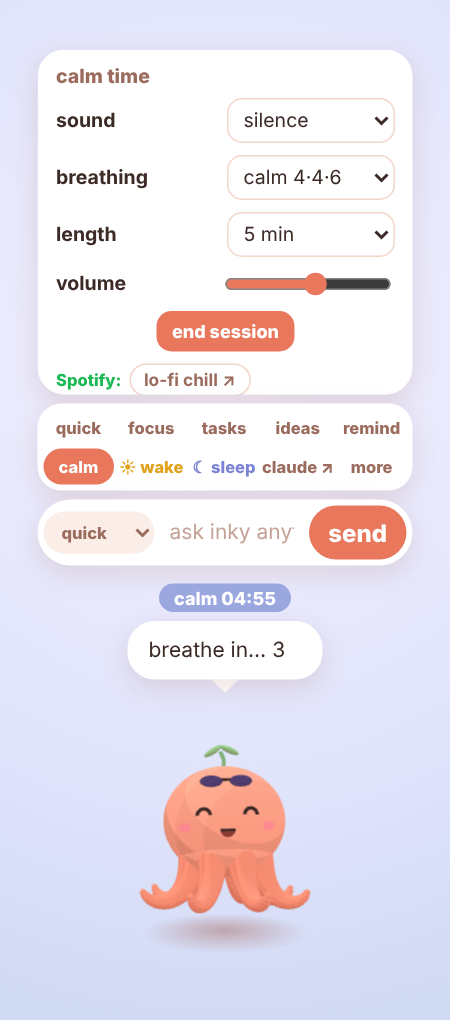 calm time
sound silence
breathing calm 4·4·6
length 5 min
volume
end session
Spotify: lo-fi chill ↗
quick focus tasks ideas remind
calm ☀ wake ☾ sleep claude ↗ more
quick ask inky any send
calm 04:55
breathe in... 3